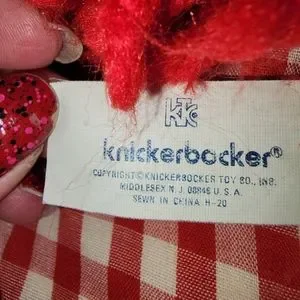 KTC
knickerbocker®
COPYRIGHT © KNICKERBOCKER TOY CO., INC.
MIDDLESEX N.J. 08846 U.S.A.
SEWN IN CHINA H-20